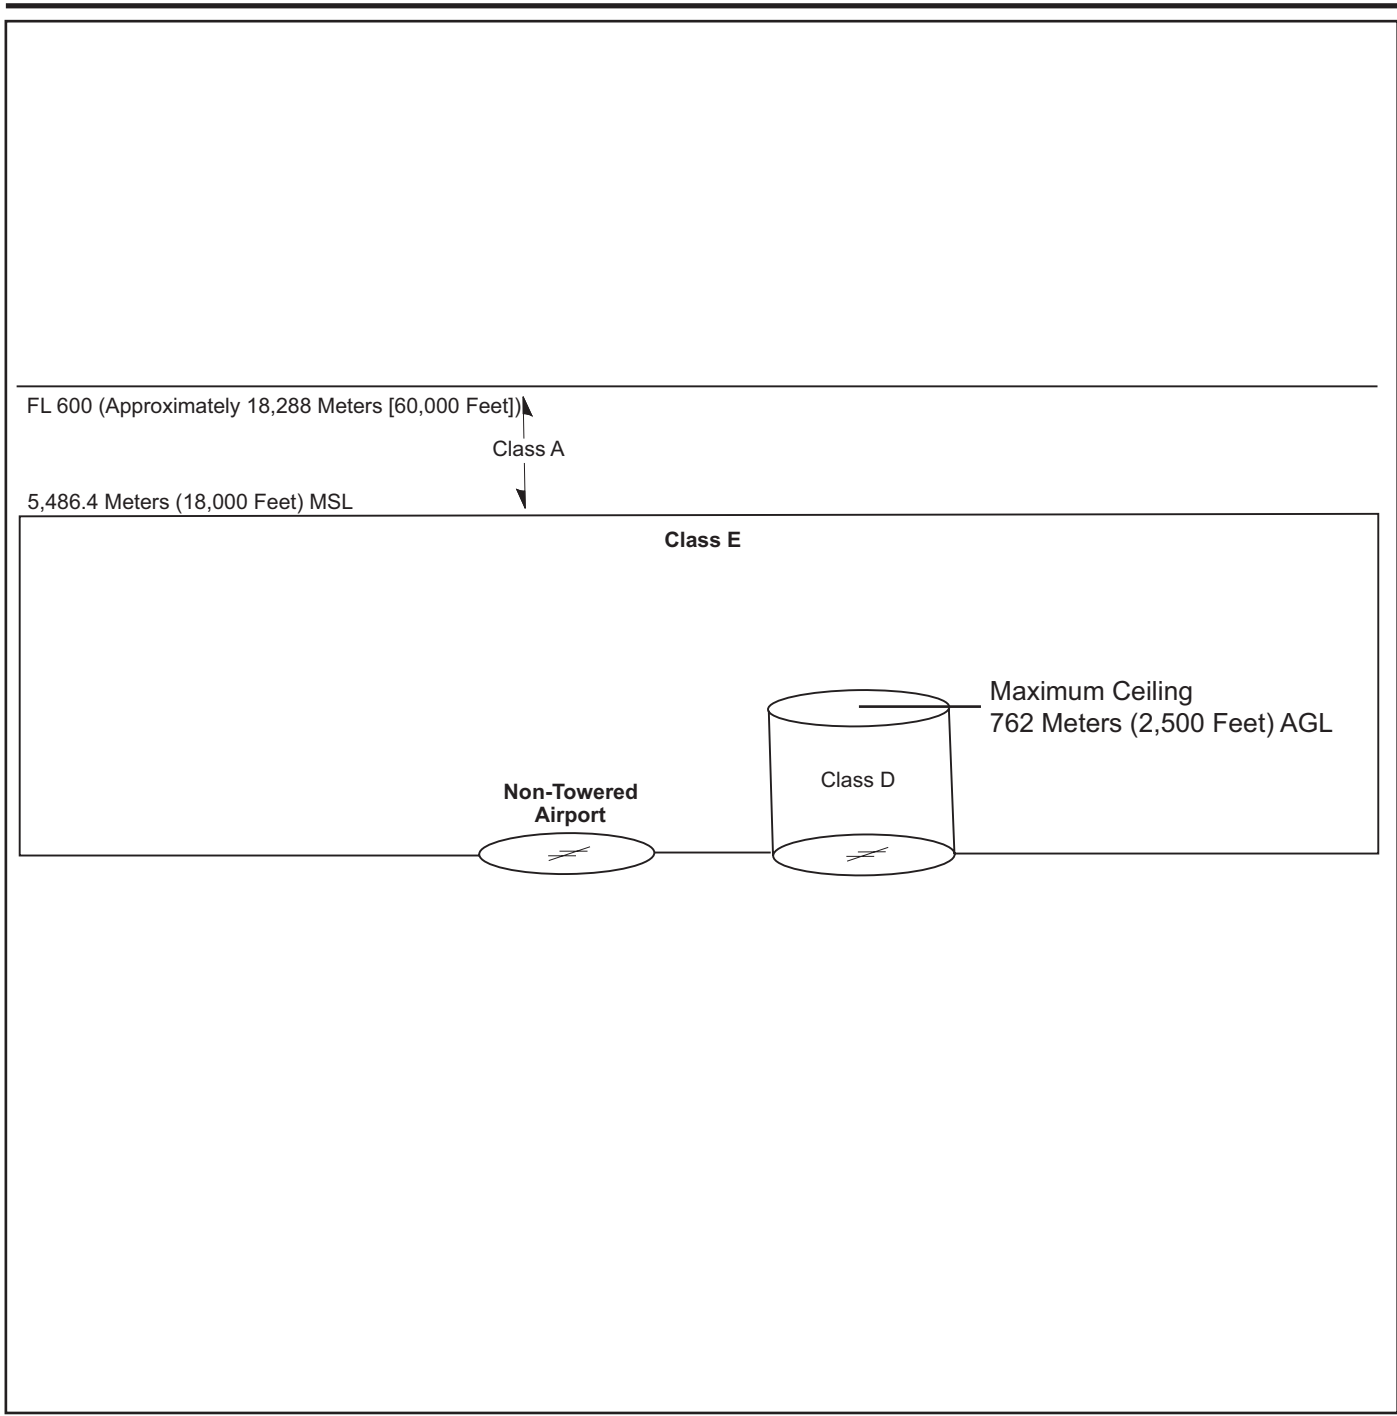 FL 600 (Approximately 18,288 Meters [60,000 Feet])
Class A
5,486.4 Meters (18,000 Feet) MSL
Class E
Maximum Ceiling
762 Meters (2,500 Feet) AGL
Class D
Non-Towered
Airport